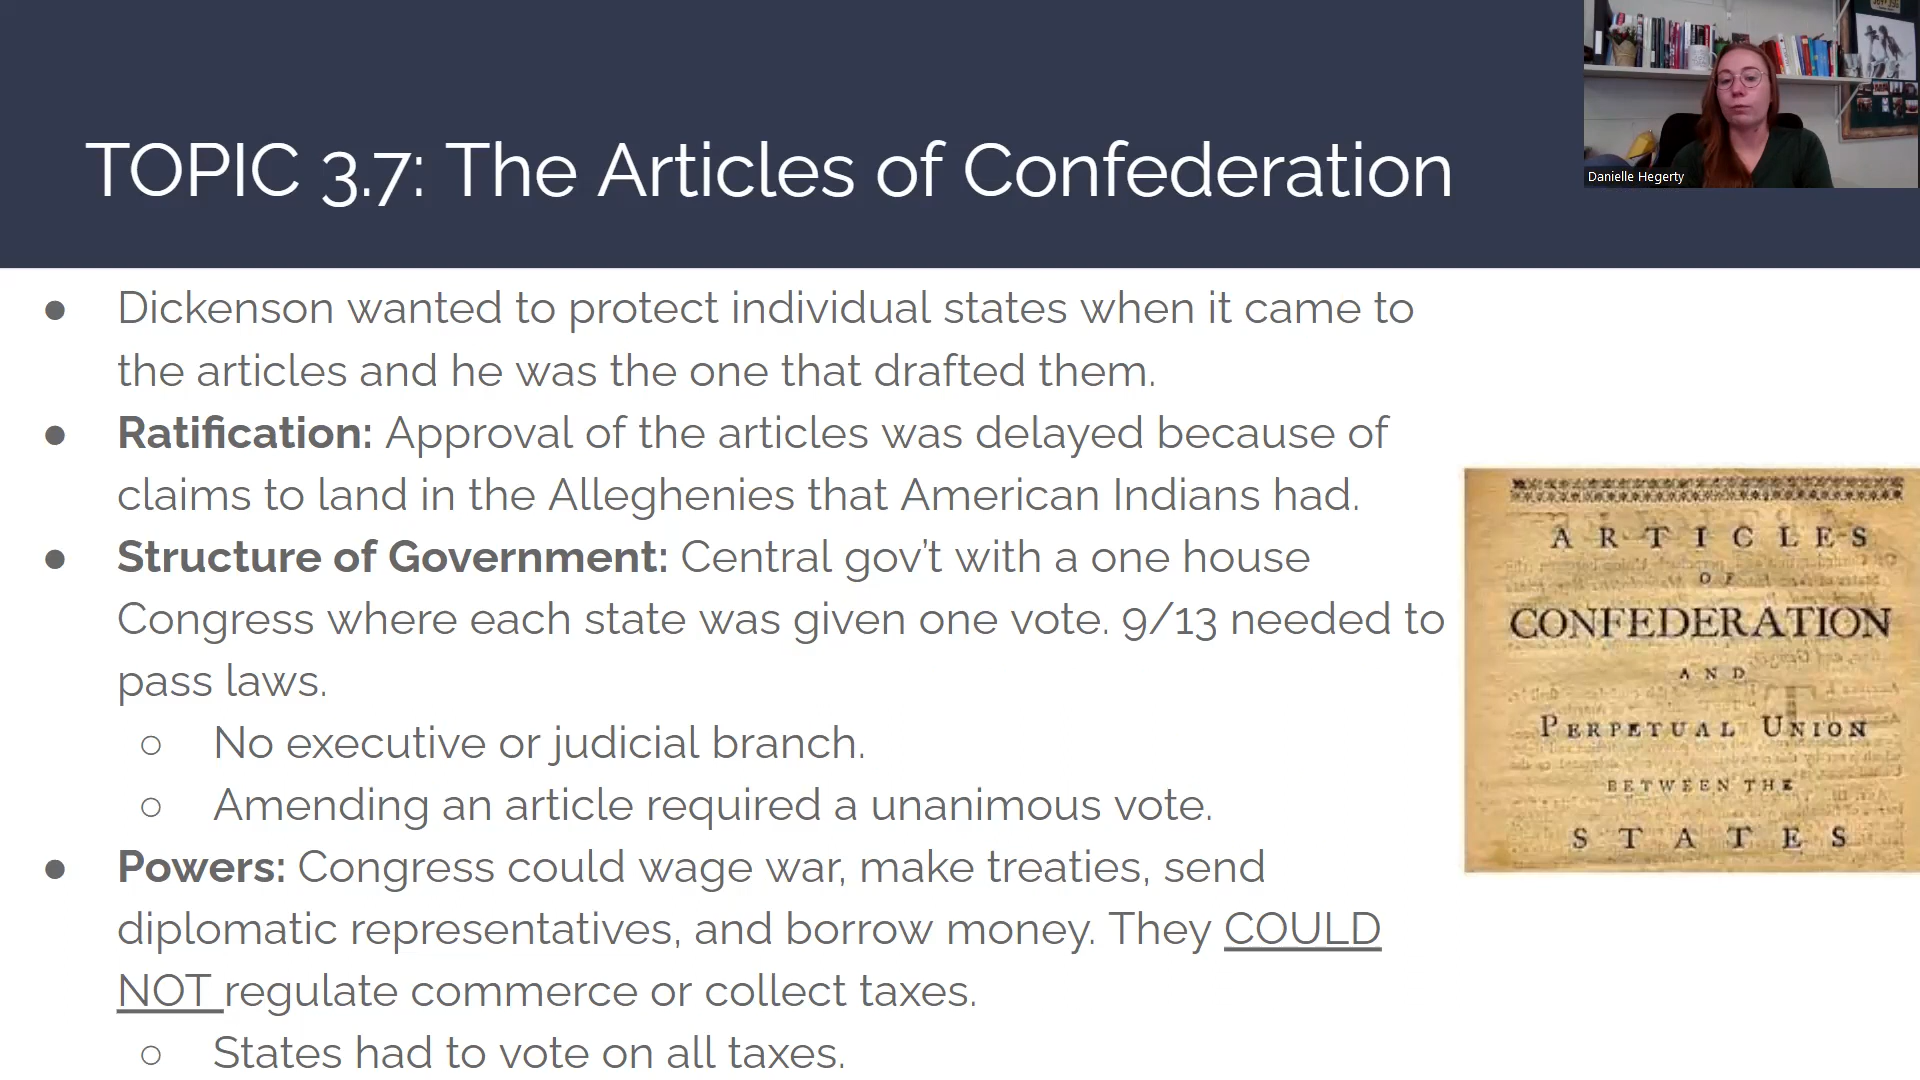 TOPIC 3.7: The Articles of Confederation
Danielle Hegerty
● Dickenson wanted to protect individual states when it came to
the articles and he was the one that drafted them.
● Ratification: Approval of the articles was delayed because of
claims to land in the Alleghenies that American Indians had.
● Structure of Government: Central gov’t with a one house
Congress where each state was given one vote. 9/13 needed to
pass laws.
○ No executive or judicial branch.
○ Amending an article required a unanimous vote.
● Powers: Congress could wage war, make treaties, send
diplomatic representatives, and borrow money. They COULD
NOT regulate commerce or collect taxes.
○ States had to vote on all taxes.
ARTICLES
OF
CONFEDERATION
AND
PERPETUAL UNION
BETWEEN THE
STATES